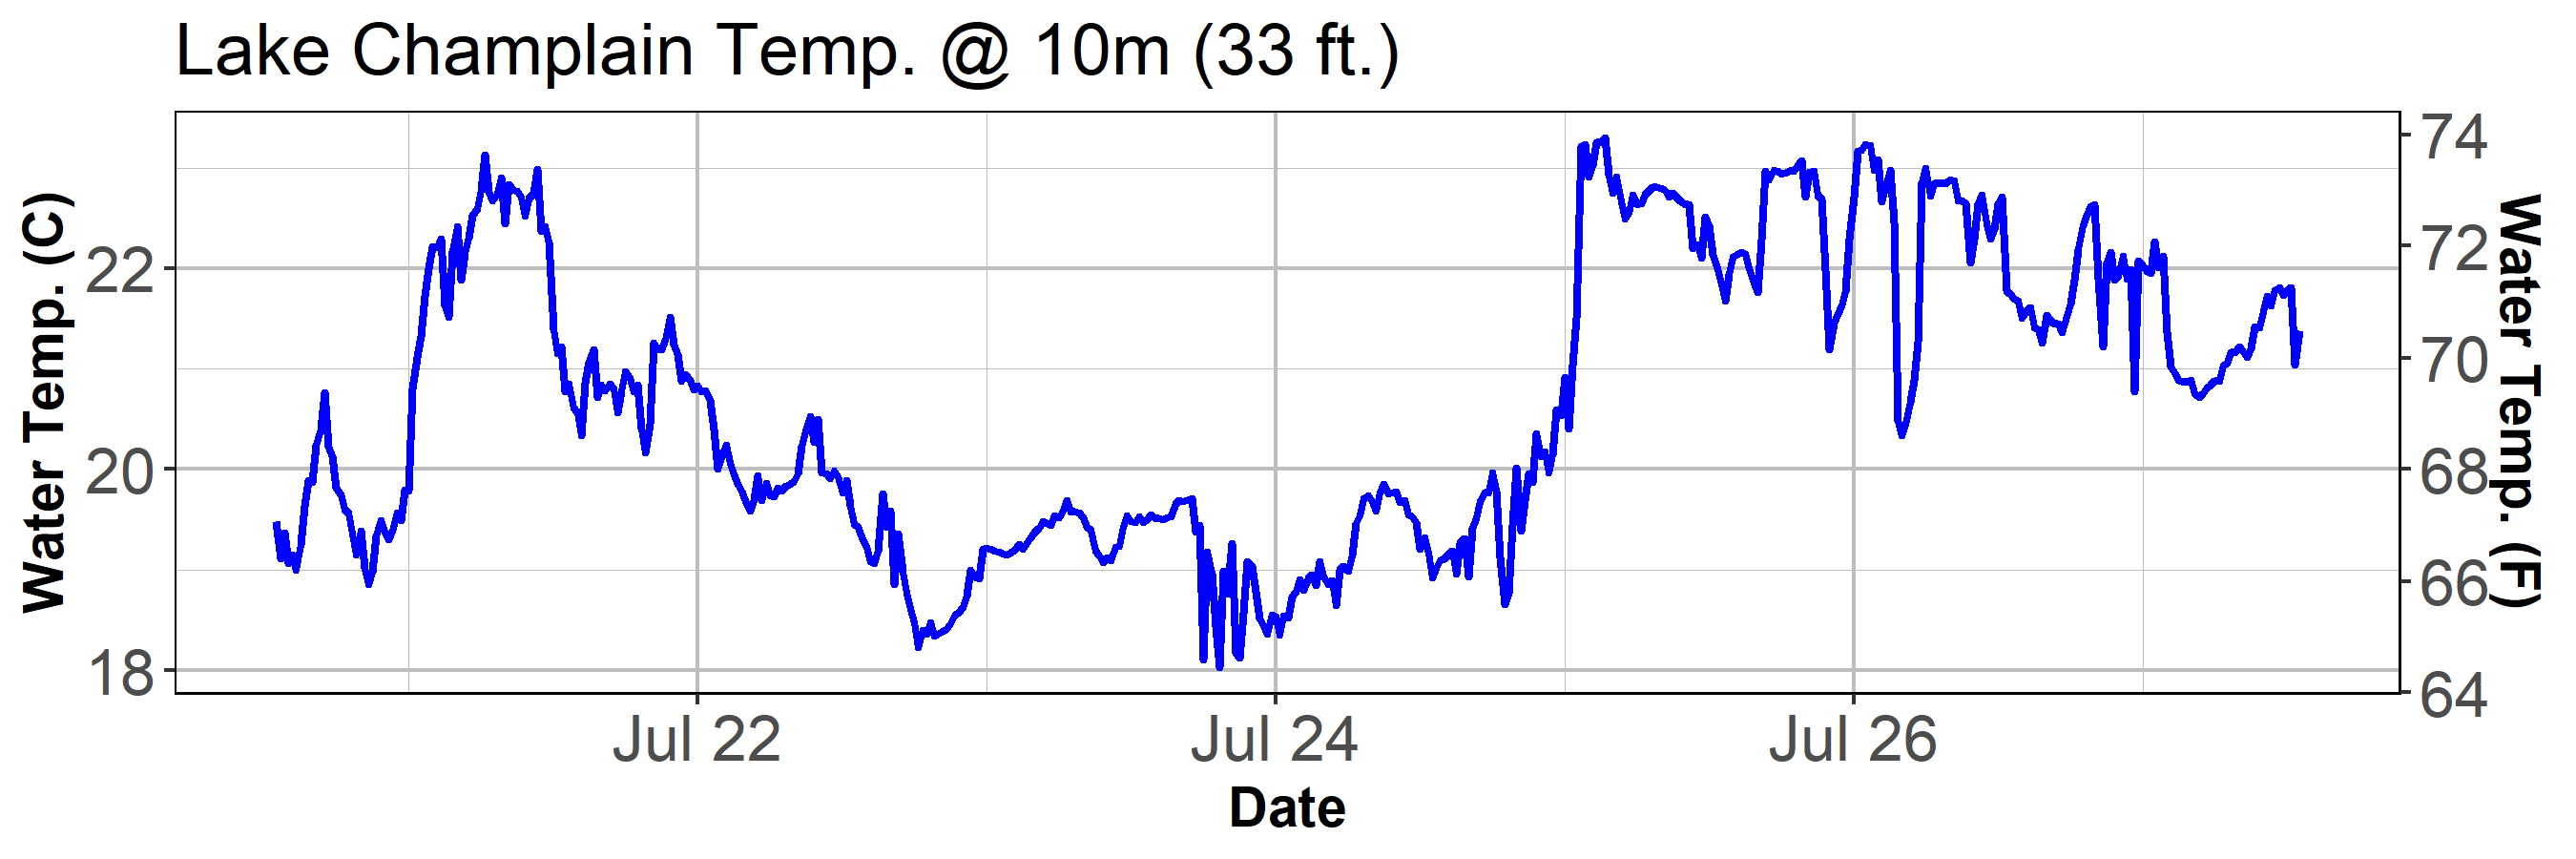 Lake Champlain Temp. @ 10m (33 ft.)
Water Temp. (C)
22
20
18
74
72
70
68
66
64
Water Temp. (F)
Jul 22
Jul 24
Jul 26
Date